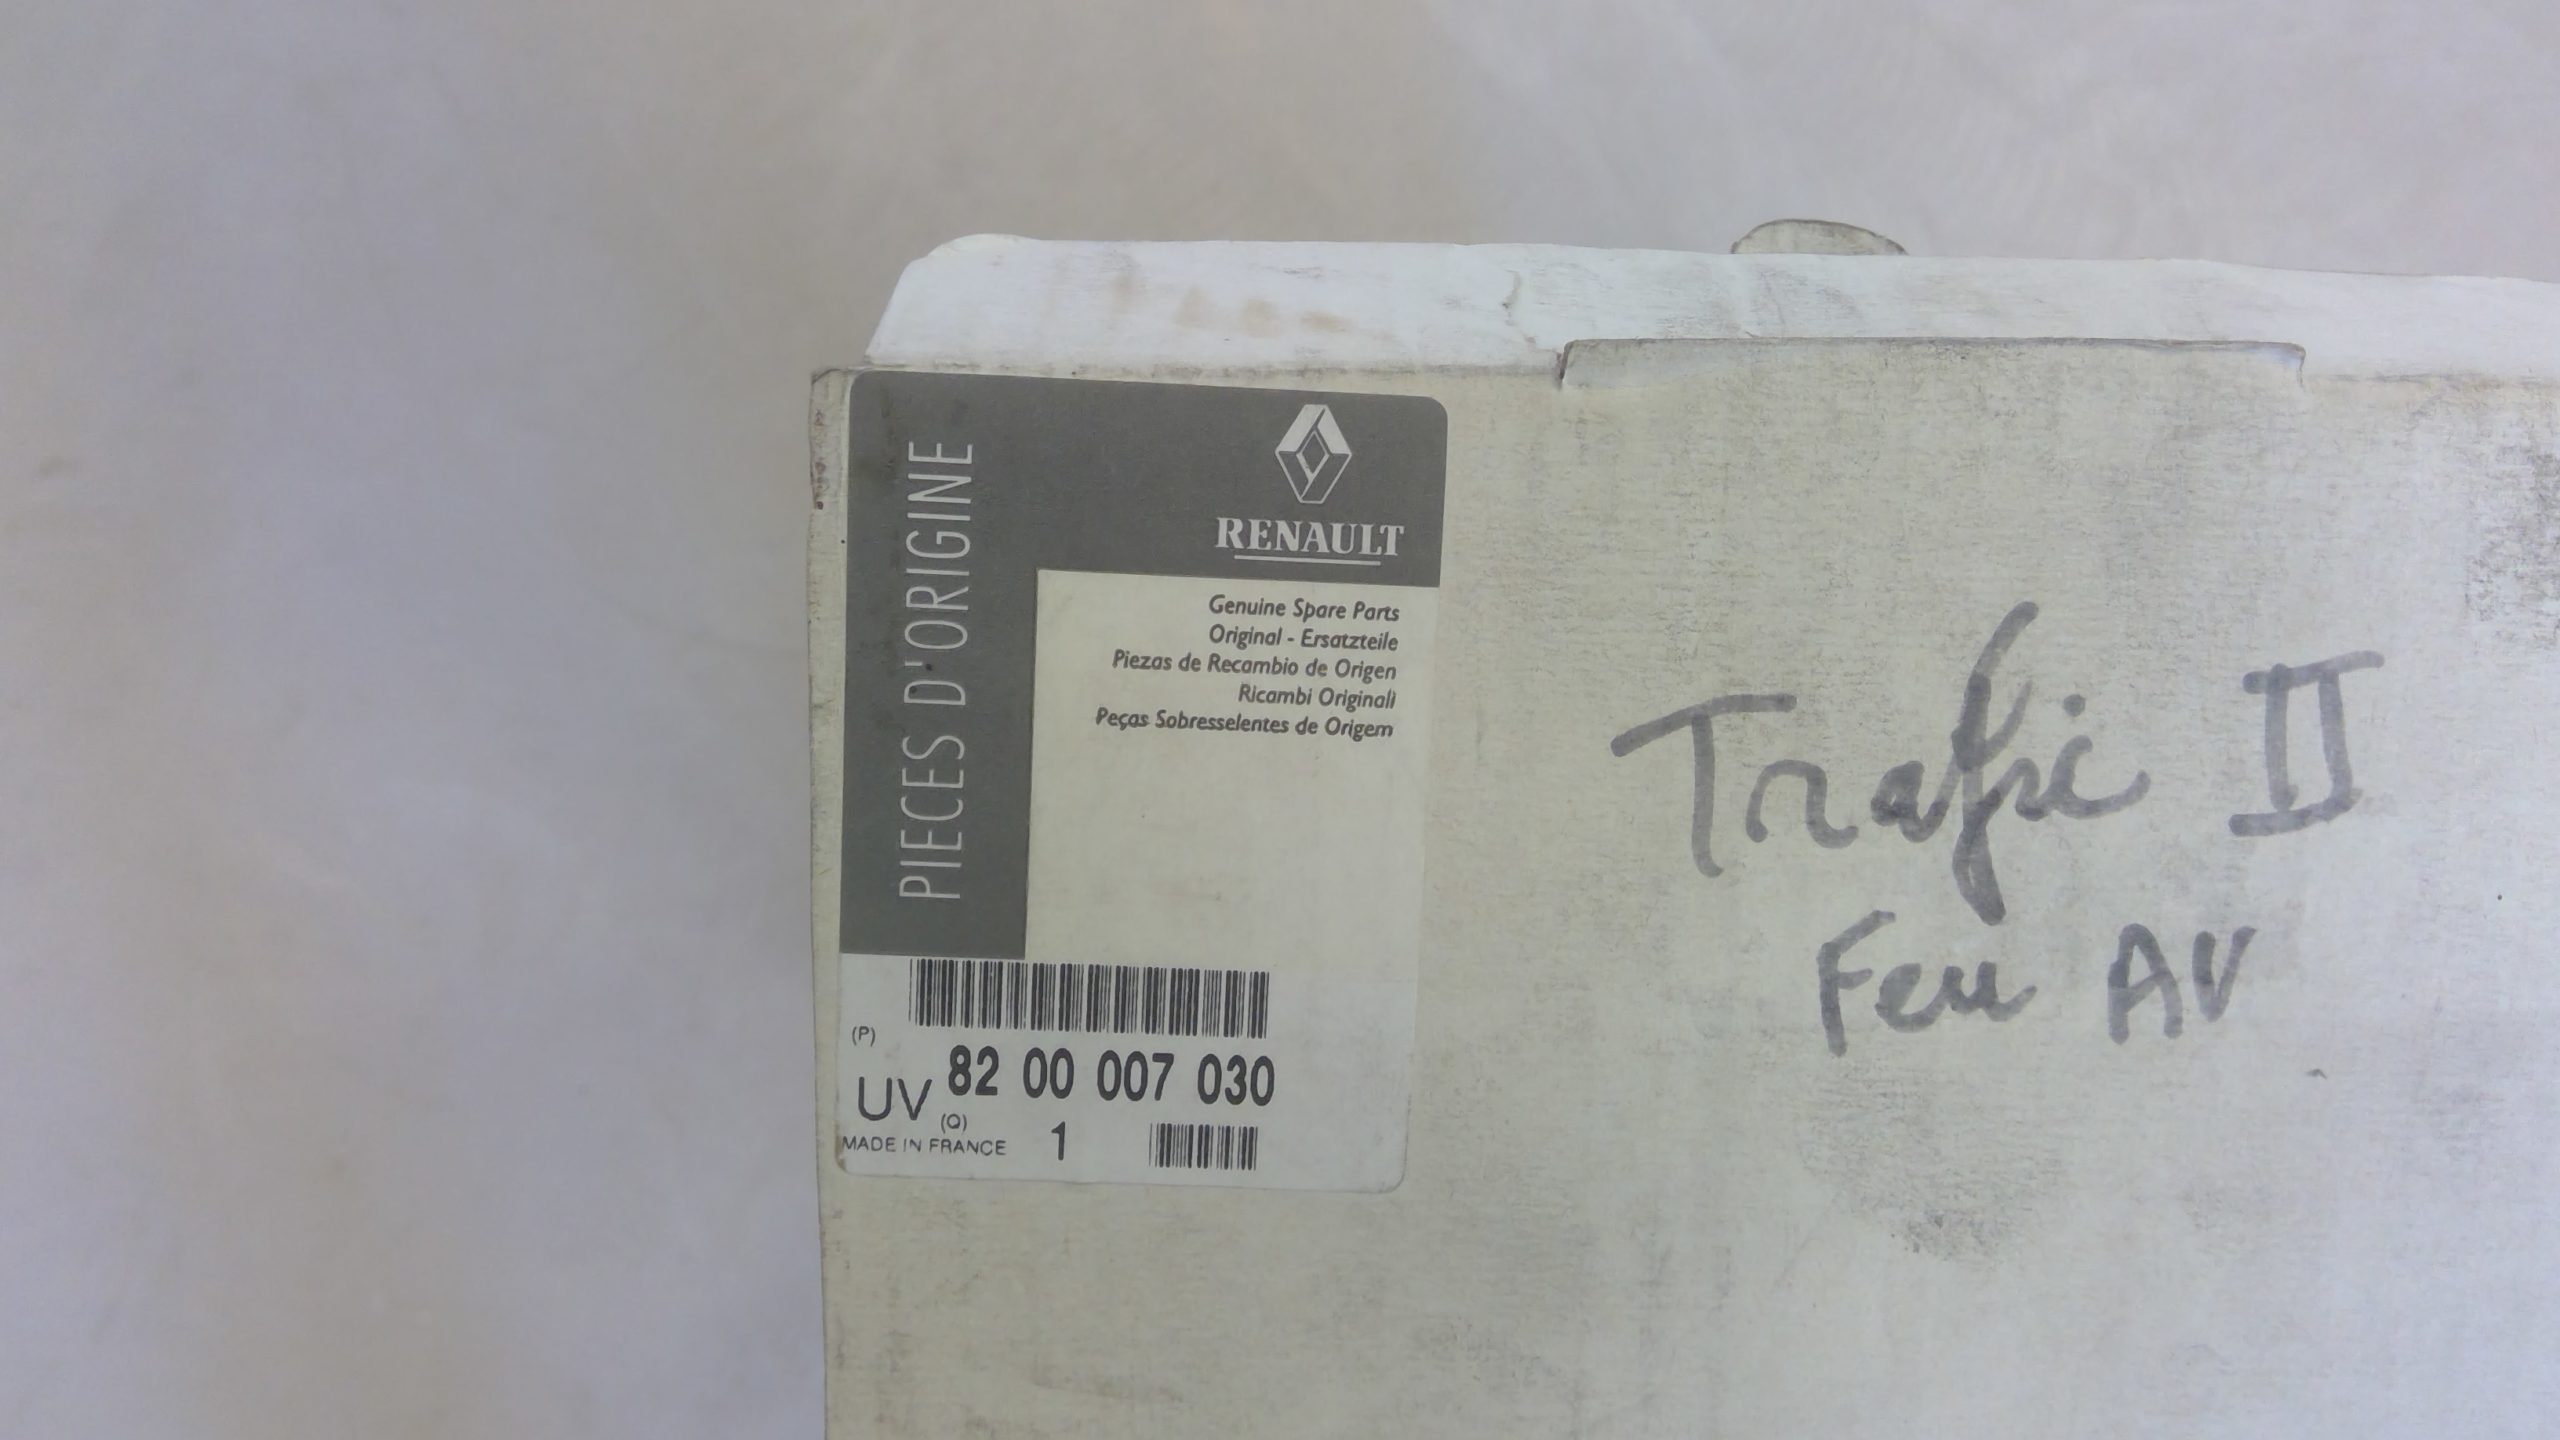 PIECES D'ORIGINE
RENAULT
Genuine Spare Parts
Original - Ersatzteile
Piezas de Recambio de Origen
Ricambi Originali
Peças Sobresselentes de Origem
(P)
UV 82 00 007 030
(Q)
MADE IN FRANCE 1
Trafic II
Feu AV